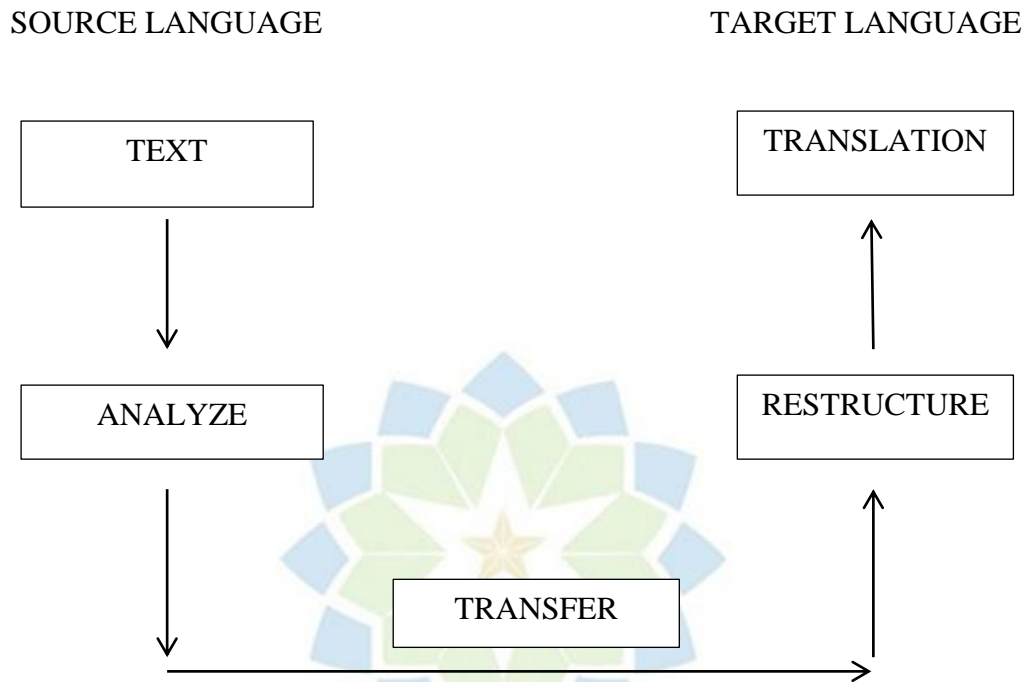 SOURCE LANGUAGE
TARGET LANGUAGE
TEXT
TRANSLATION
ANALYZE
RESTRUCTURE
TRANSFER